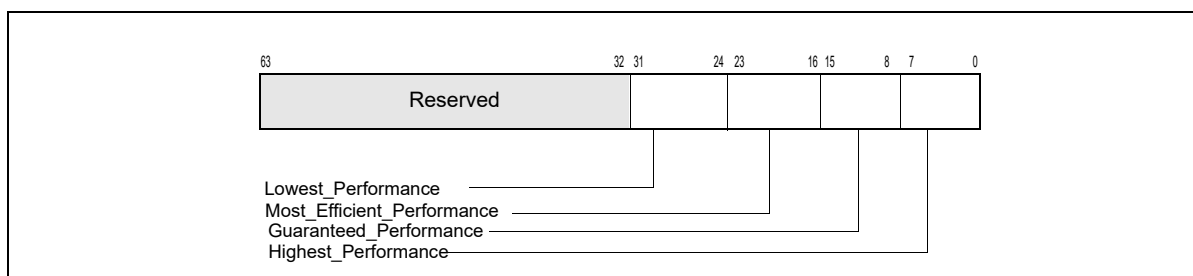 63 32 31 24 23 16 15 8 7 0
Reserved
Lowest_Performance
Most_Efficient_Performance
Guaranteed_Performance
Highest_Performance